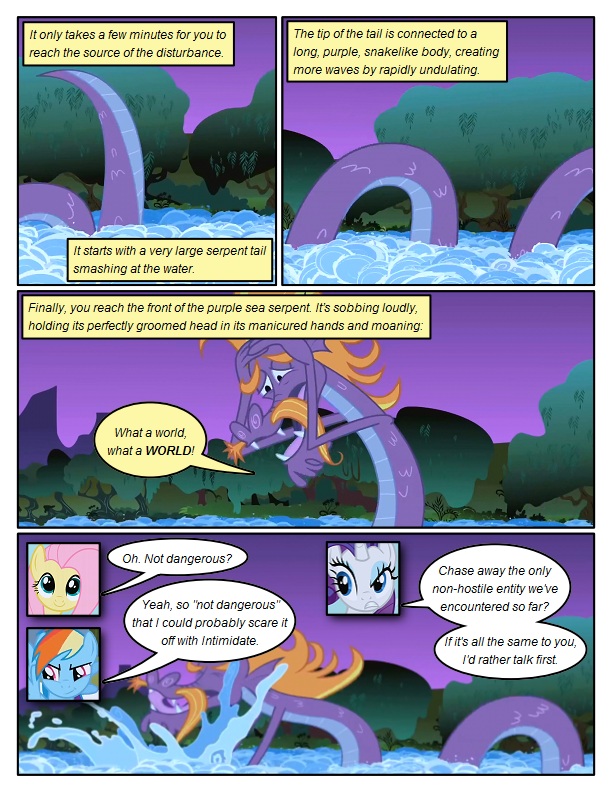 It only takes a few minutes for you to
reach the source of the disturbance.
It starts with a very large serpent tail
smashing at the water.
The tip of the tail is connected to a
long, purple, snakelike body, creating
more waves by rapidly undulating.
Finally, you reach the front of the purple sea serpent. It's sobbing loudly,
holding its perfectly groomed head in its manicured hands and moaning:
What a world,
what a WORLD!
Oh. Not dangerous?
Yeah, so "not dangerous"
that I could probably scare it
off with Intimidate.
Chase away the only
non-hostile entity we've
encountered so far?
If it's all the same to you,
I'd rather talk first.